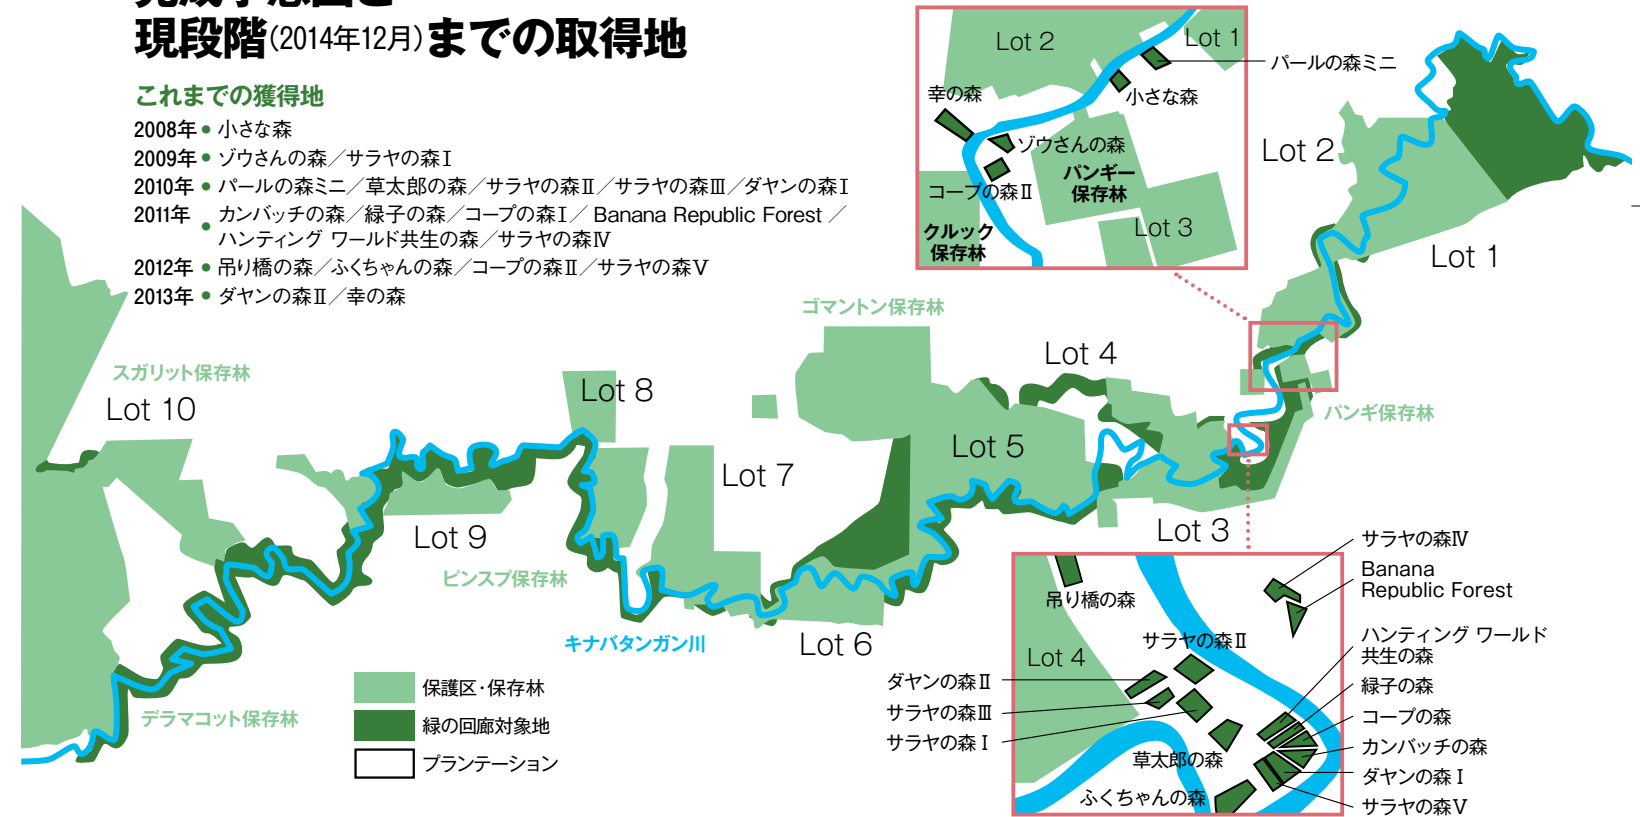 現段階(2014年12月)までの取得地
これまでの獲得地
2008年 • 小さな森
2009年 • ゾウさんの森／サラヤの森Ⅰ
2010年 • パールの森ミニ／草太郎の森／サラヤの森Ⅱ／サラヤの森Ⅲ／ダヤンの森Ⅰ
2011年 • カンバッチの森／緑子の森／コープの森Ⅰ／ Banana Republic Forest ／
ハンティング ワールド共生の森／サラヤの森Ⅳ
2012年 • 吊り橋の森／ふくちゃんの森／コープの森Ⅱ／サラヤの森Ⅴ
2013年 • ダヤンの森Ⅱ／幸の森
Lot 2
Lot 1
パールの森ミニ
小さな森
幸の森
ゾウさんの森
パンギー
保存林
コープの森Ⅱ
クルック
保存林
Lot 3
Lot 2
Lot 1
ゴマントン保存林
スガリット保存林
Lot 10
Lot 8
Lot 4
パンギ保存林
Lot 5
Lot 7
Lot 9
Lot 3
ピンスプ保存林
キナバタンガン川
Lot 6
デラマコット保存林
保護区・保存林
緑の回廊対象地
プランテーション
吊り橋の森
サラヤの森Ⅱ
Lot 4
ダヤンの森Ⅱ
サラヤの森Ⅲ
サラヤの森Ⅰ
草太郎の森
ふくちゃんの森
サラヤの森Ⅳ
Banana
Republic Forest
ハンティング ワールド
共生の森
緑子の森
コープの森
カンバッチの森
ダヤンの森Ⅰ
サラヤの森Ⅴ